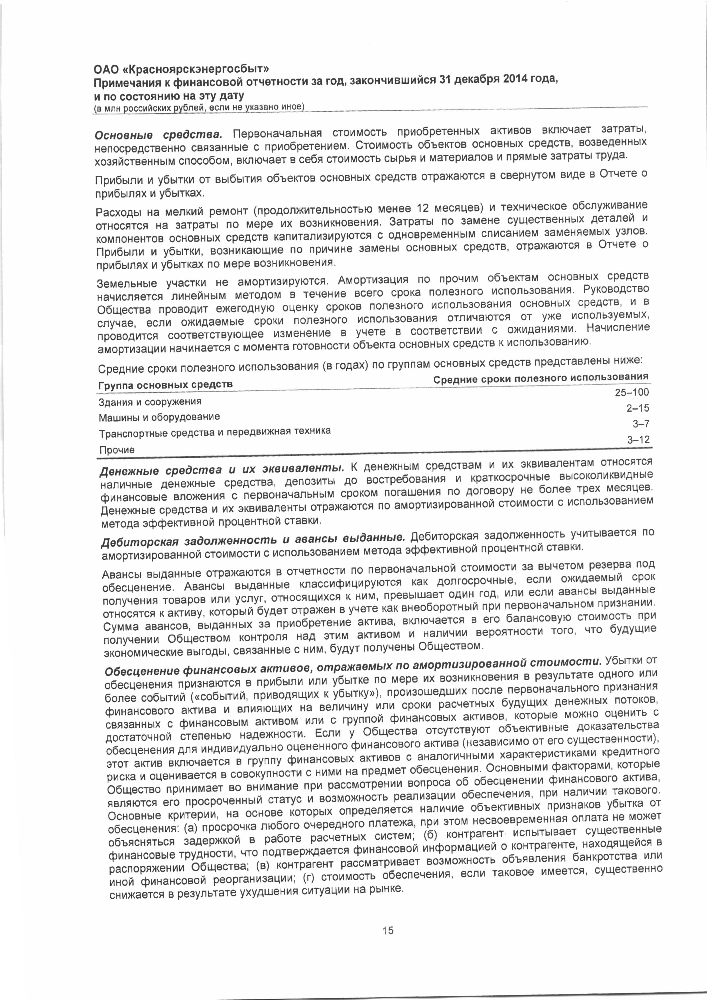 ОАО «Красноярскэнергосбыт»
Примечания к финансовой отчетности за год, закончившийся 31 декабря 2014 года,
и по состоянию на эту дату
(в млн российских рублей, если не указано иное)
Основные средства. Первоначальная стоимость приобретенных активов включает затраты,
непосредственно связанные с приобретением. Стоимость объектов основных средств, возведенных
хозяйственным способом, включает в себя стоимость сырья и материалов и прямые затраты труда.
Прибыли и убытки от выбытия объектов основных средств отражаются в свернутом виде в Отчете о
прибылях и убытках.
Расходы на мелкий ремонт (продолжительностью менее 12 месяцев) и техническое обслуживание
относятся на затраты по мере их возникновения. Затраты по замене существенных деталей и
компонентов основных средств капитализируются с одновременным списанием заменяемых узлов.
Прибыли и убытки, возникающие по причине замены основных средств, отражаются в Отчете о
прибылях и убытках по мере возникновения.
Земельные участки не амортизируются. Амортизация по прочим объектам основных средств
начисляется линейным методом в течение всего срока полезного использования. Руководство
Общества проводит ежегодную оценку сроков полезного использования основных средств, и в
случае, если ожидаемые сроки полезного использования отличаются от уже используемых,
проводится соответствующее изменение в учете в соответствии с ожиданиями. Начисление
амортизации начинается с момента готовности объекта основных средств к использованию.
Средние сроки полезного использования (в годах) по группам основных средств представлены ниже:
Группа основных средств Средние сроки полезного использования
Здания и сооружения 25–100
Машины и оборудование 2–15
Транспортные средства и передвижная техника 3–7
Прочие 3–12
Денежные средства и их эквиваленты. К денежным средствам и их эквивалентам относятся
наличные денежные средства, депозиты до востребования и краткосрочные высоколиквидные
финансовые вложения с первоначальным сроком погашения по договору не более трех месяцев.
Денежные средства и их эквиваленты отражаются по амортизированной стоимости с использованием
метода эффективной процентной ставки.
Дебиторская задолженность и авансы выданные. Дебиторская задолженность учитывается по
амортизированной стоимости с использованием метода эффективной процентной ставки.
Авансы выданные отражаются в отчетности по первоначальной стоимости за вычетом резерва под
обесценение. Авансы выданные классифицируются как долгосрочные, если ожидаемый срок
получения товаров или услуг, относящихся к ним, превышает один год, или если авансы выданные
относятся к активу, который будет отражен в учете как внеоборотный при первоначальном признании.
Сумма авансов, выданных за приобретение актива, включается в его балансовую стоимость при
получении Обществом контроля над этим активом и наличии вероятности того, что будущие
экономические выгоды, связанные с ним, будут получены Обществом.
Обесценение финансовых активов, отражаемых по амортизированной стоимости. Убытки от
обесценения признаются в прибыли или убытке по мере их возникновения в результате одного или
более событий («событий, приводящих к убытку»), произошедших после первоначального признания
финансового актива и влияющих на величину или сроки расчетных будущих денежных потоков,
связанных с финансовым активом или с группой финансовых активов, которые можно оценить с
достаточной степенью надежности. Если у Общества отсутствуют объективные доказательства
обесценения для индивидуально оцененного финансового актива (независимо от его существенности),
этот актив включается в группу финансовых активов с аналогичными характеристиками кредитного
риска и оценивается в совокупности с ними на предмет обесценения. Основными факторами, которые
Общество принимает во внимание при рассмотрении вопроса об обесценении финансового актива,
являются его просроченный статус и возможность реализации обеспечения, при наличии такового.
Основные критерии, на основе которых определяется наличие объективных признаков убытка от
обесценения: (а) просрочка любого очередного платежа, при этом несвоевременная оплата не может
объясняться задержкой в работе расчетных систем; (б) контрагент испытывает существенные
финансовые трудности, что подтверждается финансовой информацией о контрагенте, находящейся в
распоряжении Общества; (в) контрагент рассматривает возможность объявления банкротства или
иной финансовой реорганизации; (г) стоимость обеспечения, если таковое имеется, существенно
снижается в результате ухудшения ситуации на рынке.
15